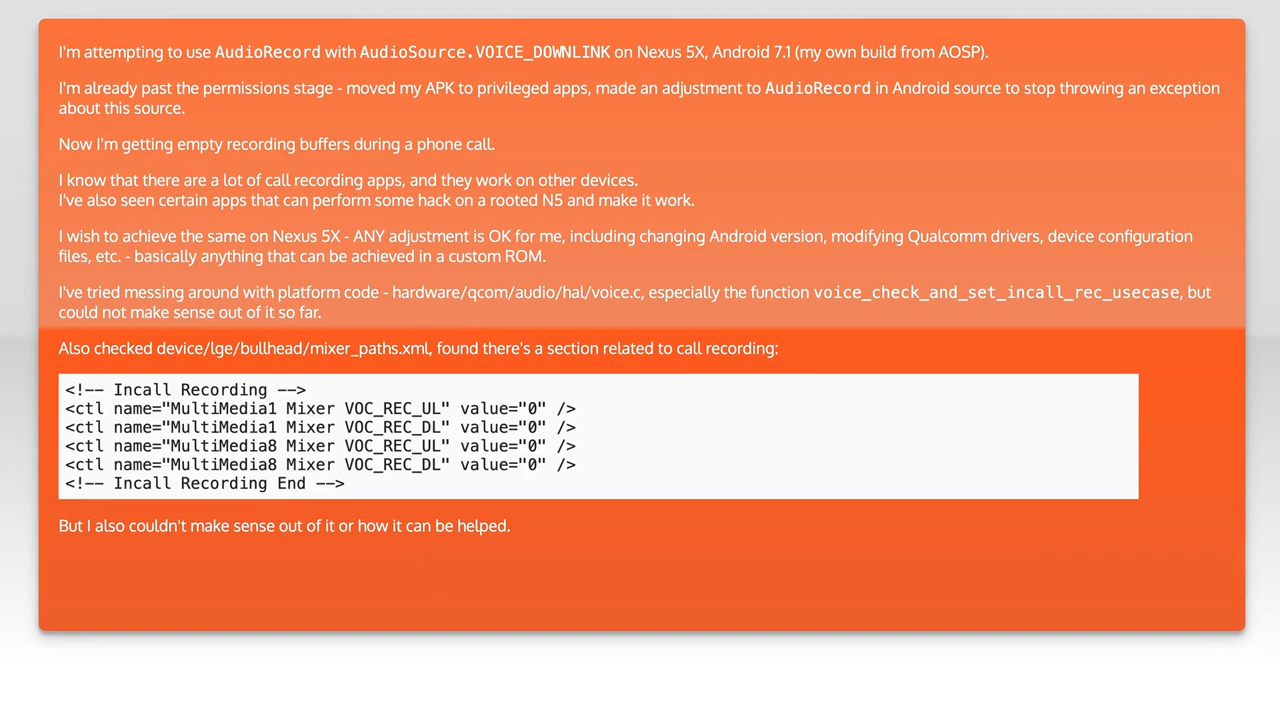 I'm attempting to use AudioRecord with AudioSource.VOICE_DOWNLINK on Nexus 5X, Android 7.1 (my own build from AOSP).
I'm already past the permissions stage - moved my APK to privileged apps, made an adjustment to AudioRecord in Android source to stop throwing an exception
about this source.
Now I'm getting empty recording buffers during a phone call.
I know that there are a lot of call recording apps, and they work on other devices.
I've also seen certain apps that can perform some hack on a rooted N5 and make it work.
I wish to achieve the same on Nexus 5X - ANY adjustment is OK for me, including changing Android version, modifying Qualcomm drivers, device configuration
files, etc. - basically anything that can be achieved in a custom ROM.
I've tried messing around with platform code - hardware/qcom/audio/hal/voice.c, especially the function voice_check_and_set_incall_rec_usecase, but
could not make sense out of it so far.
Also checked device/lge/bullhead/mixer_paths.xml, found there's a section related to call recording:
<!-- Incall Recording -->
<ctl name="MultiMedia1 Mixer VOC_REC_UL" value="0" />
<ctl name="MultiMedia1 Mixer VOC_REC_DL" value="0" />
<ctl name="MultiMedia8 Mixer VOC_REC_UL" value="0" />
<ctl name="MultiMedia8 Mixer VOC_REC_DL" value="0" />
<!-- Incall Recording End -->
But I also couldn't make sense out of it or how it can be helped.